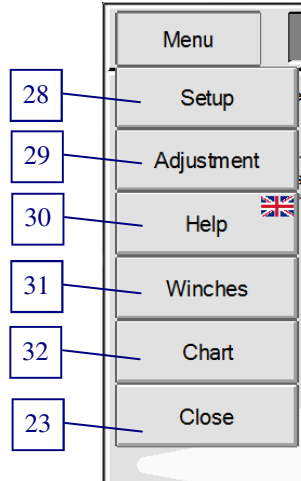 Menu
28 Setup
29 Adjustment
30 Help
31 Winches
32 Chart
23 Close